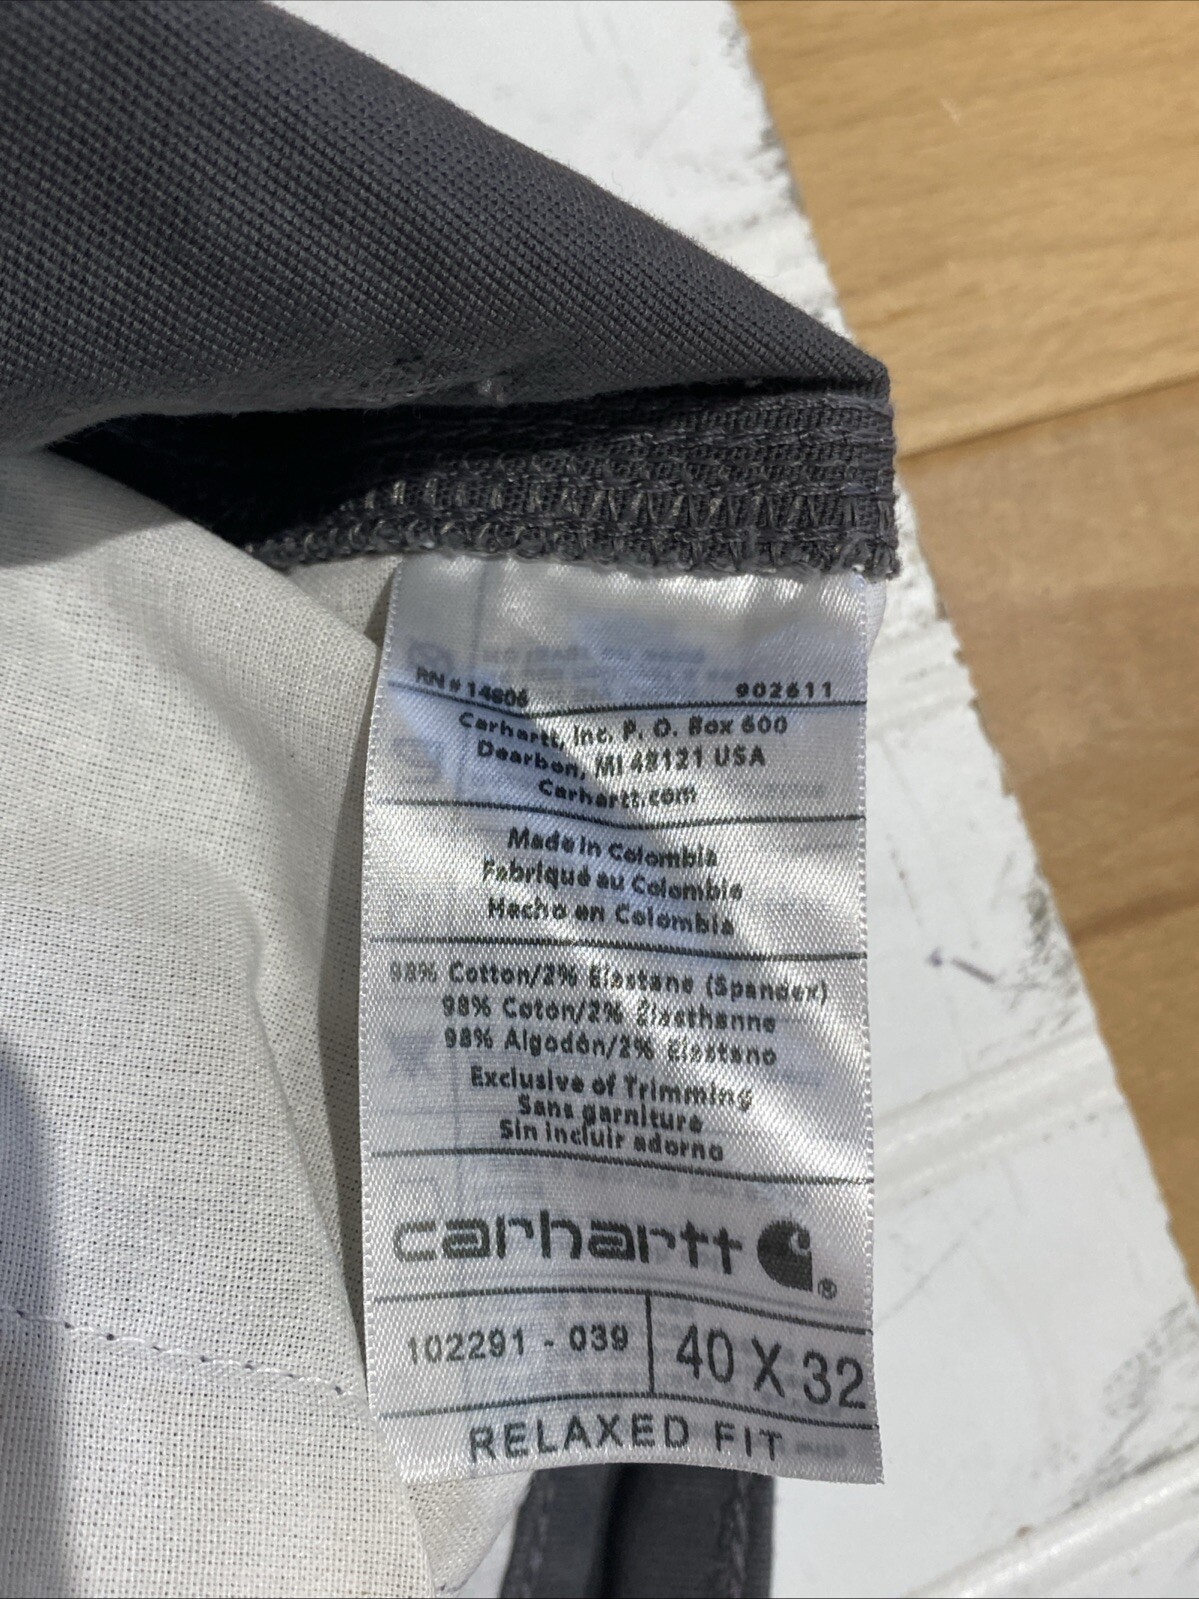 RN # 14806 902611
Carhartt, Inc. P. O. Box 600
Dearbon, MI 48121 USA
Carhartt.com
Made in Colombia
Fabriqué au Colombie
Hecho en Colombia
98% Cotton/2% Elastane (Spandex)
98% Coton/2% Élasthanne
98% Algodón/2% Elastano
Exclusive of Trimming
Sans garniture
Sin incluir adorno
carhartt ®
102291 - 039 40 X 32
RELAXED FIT